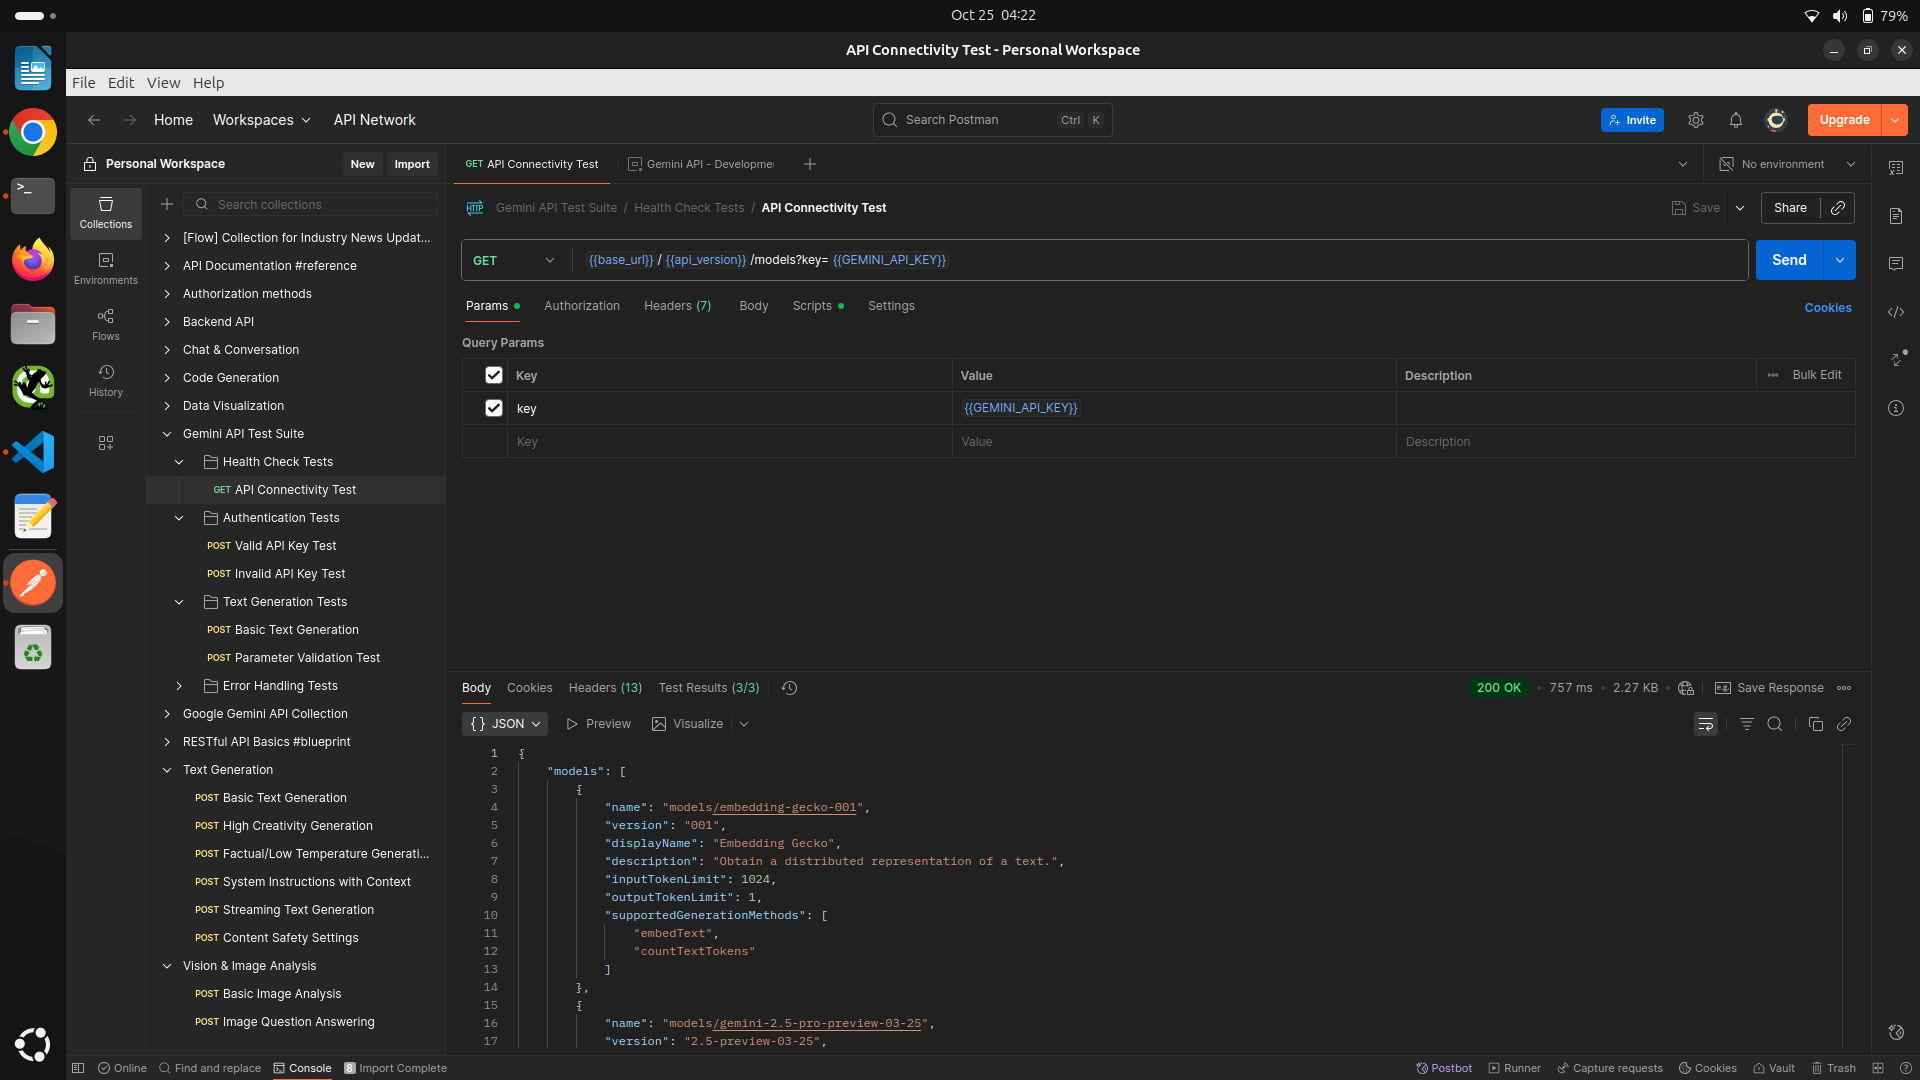 Oct 25 04:22
79%
API Connectivity Test - Personal Workspace
File Edit View Help
Home Workspaces API Network
Search Postman Ctrl K
Invite
Upgrade
Personal Workspace New Import
GET API Connectivity Test
Gemini API - Developmen
No environment
Collections
Environments
Flows
History
Search collections
[Flow] Collection for Industry News Updat...
API Documentation #reference
Authorization methods
Backend API
Chat & Conversation
Code Generation
Data Visualization
Gemini API Test Suite
Health Check Tests
GET API Connectivity Test
Authentication Tests
POST Valid API Key Test
POST Invalid API Key Test
Text Generation Tests
POST Basic Text Generation
POST Parameter Validation Test
Error Handling Tests
Google Gemini API Collection
RESTful API Basics #blueprint
Text Generation
POST Basic Text Generation
POST High Creativity Generation
POST Factual/Low Temperature Generati...
POST System Instructions with Context
POST Streaming Text Generation
POST Content Safety Settings
Vision & Image Analysis
POST Basic Image Analysis
POST Image Question Answering
HTTP Gemini API Test Suite / Health Check Tests / API Connectivity Test
Save Share
GET {{base_url}} / {{api_version}} /models?key= {{GEMINI_API_KEY}}
Send
Params Authorization Headers (7) Body Scripts Settings
Cookies
Query Params
Key Value Description Bulk Edit
key {{GEMINI_API_KEY}}
Key Value Description
Body Cookies Headers (13) Test Results (3/3)
200 OK • 757 ms • 2.27 KB e.g. Save Response
{} JSON Preview Visualize
1 {
2 "models": [
3 {
4 "name": "models/embedding-gecko-001",
5 "version": "001",
6 "displayName": "Embedding Gecko",
7 "description": "Obtain a distributed representation of a text.",
8 "inputTokenLimit": 1024,
9 "outputTokenLimit": 1,
10 "supportedGenerationMethods": [
11 "embedText",
12 "countTextTokens"
13 ]
14 },
15 {
16 "name": "models/gemini-2.5-pro-preview-03-25",
17 "version": "2.5-preview-03-25",
Online Find and replace Console 8 Import Complete
Postbot Runner Capture requests Cookies Vault Trash